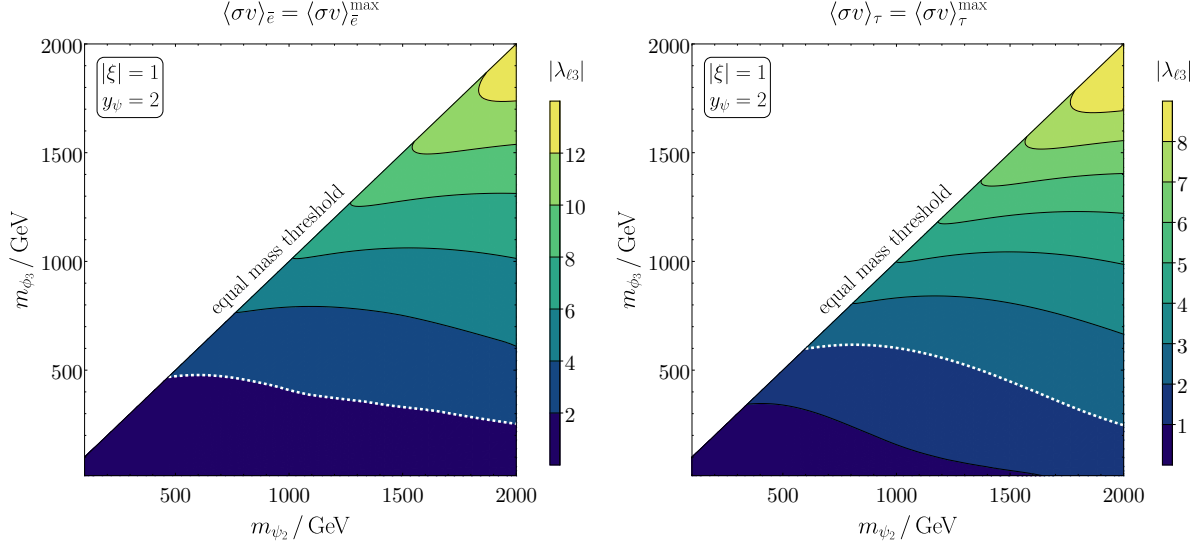 ⟨σv⟩_ē = ⟨σv⟩_ē^max
|ξ| = 1
y_ψ = 2
equal mass threshold
2000
1500
1000
500
m_ϕ₃ / GeV
500 1000 1500 2000
m_ψ₂ / GeV
|λ_ℓ3|
12
10
8
6
4
2
⟨σv⟩_τ = ⟨σv⟩_τ^max
|ξ| = 1
y_ψ = 2
equal mass threshold
2000
1500
1000
500
m_ϕ₃ / GeV
500 1000 1500 2000
m_ψ₂ / GeV
|λ_ℓ3|
8
7
6
5
4
3
2
1